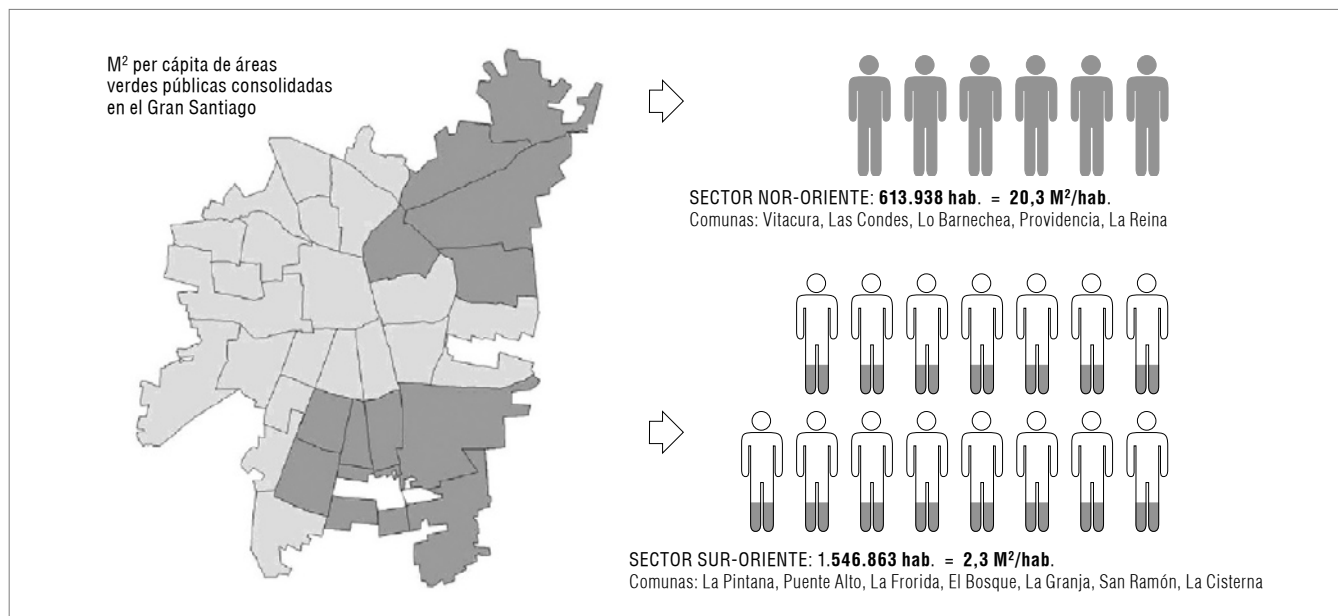 M² per cápita de áreas
verdes públicas consolidadas
en el Gran Santiago
SECTOR NOR-ORIENTE: 613.938 hab. = 20,3 M²/hab.
Comunas: Vitacura, Las Condes, Lo Barnechea, Providencia, La Reina
SECTOR SUR-ORIENTE: 1.546.863 hab. = 2,3 M²/hab.
Comunas: La Pintana, Puente Alto, La Frorida, El Bosque, La Granja, San Ramón, La Cisterna